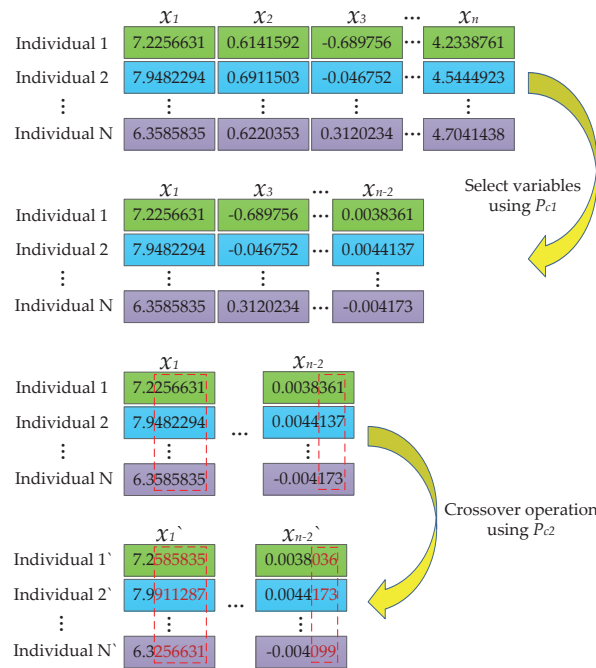 x1 x2 x3 ... xn
Individual 1 7.2256631 0.6141592 -0.689756 ... 4.2338761
Individual 2 7.9482294 0.6911503 -0.046752 ... 4.5444923
⋮ ⋮ ⋮ ⋮ ⋮
Individual N 6.3585835 0.6220353 0.3120234 ... 4.7041438
Select variables
using Pc1
x1 x3 ... xn-2
Individual 1 7.2256631 -0.689756 ... 0.0038361
Individual 2 7.9482294 -0.046752 ... 0.0044137
⋮ ⋮ ⋮ ⋮
Individual N 6.3585835 0.3120234 ... -0.004173
x1 xn-2
Individual 1 7.2256631 0.0038361
Individual 2 7.9482294 ... 0.0044137
⋮ ⋮ ⋮
Individual N 6.3585835 -0.004173
Crossover operation
using Pc2
x1` xn-2`
Individual 1` 7.2585835 0.0038036
Individual 2` 7.9911287 ... 0.0044173
⋮ ⋮ ⋮
Individual N` 6.3256631 -0.004099